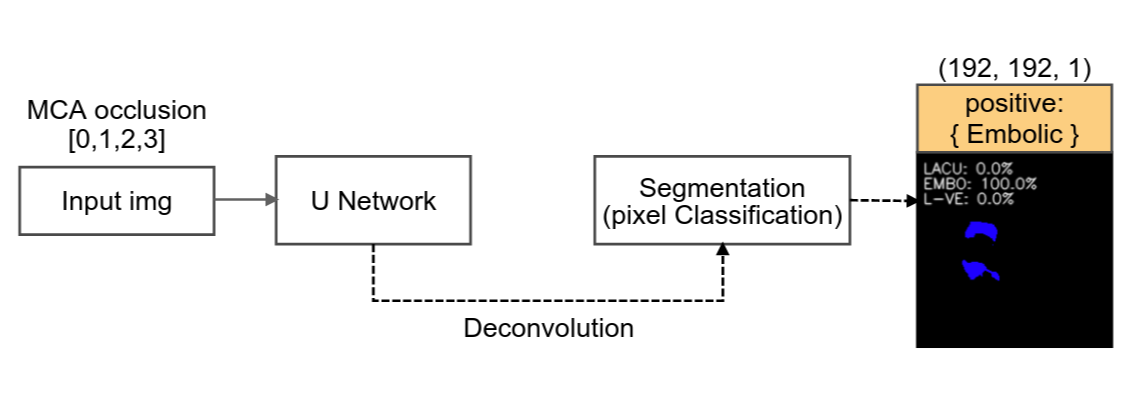 MCA occlusion
[0,1,2,3]
Input img
U Network
Deconvolution
Segmentation
(pixel Classification)
(192, 192, 1)
positive:
{ Embolic }
LACU: 0.0%
EMBO: 100.0%
L-VE: 0.0%